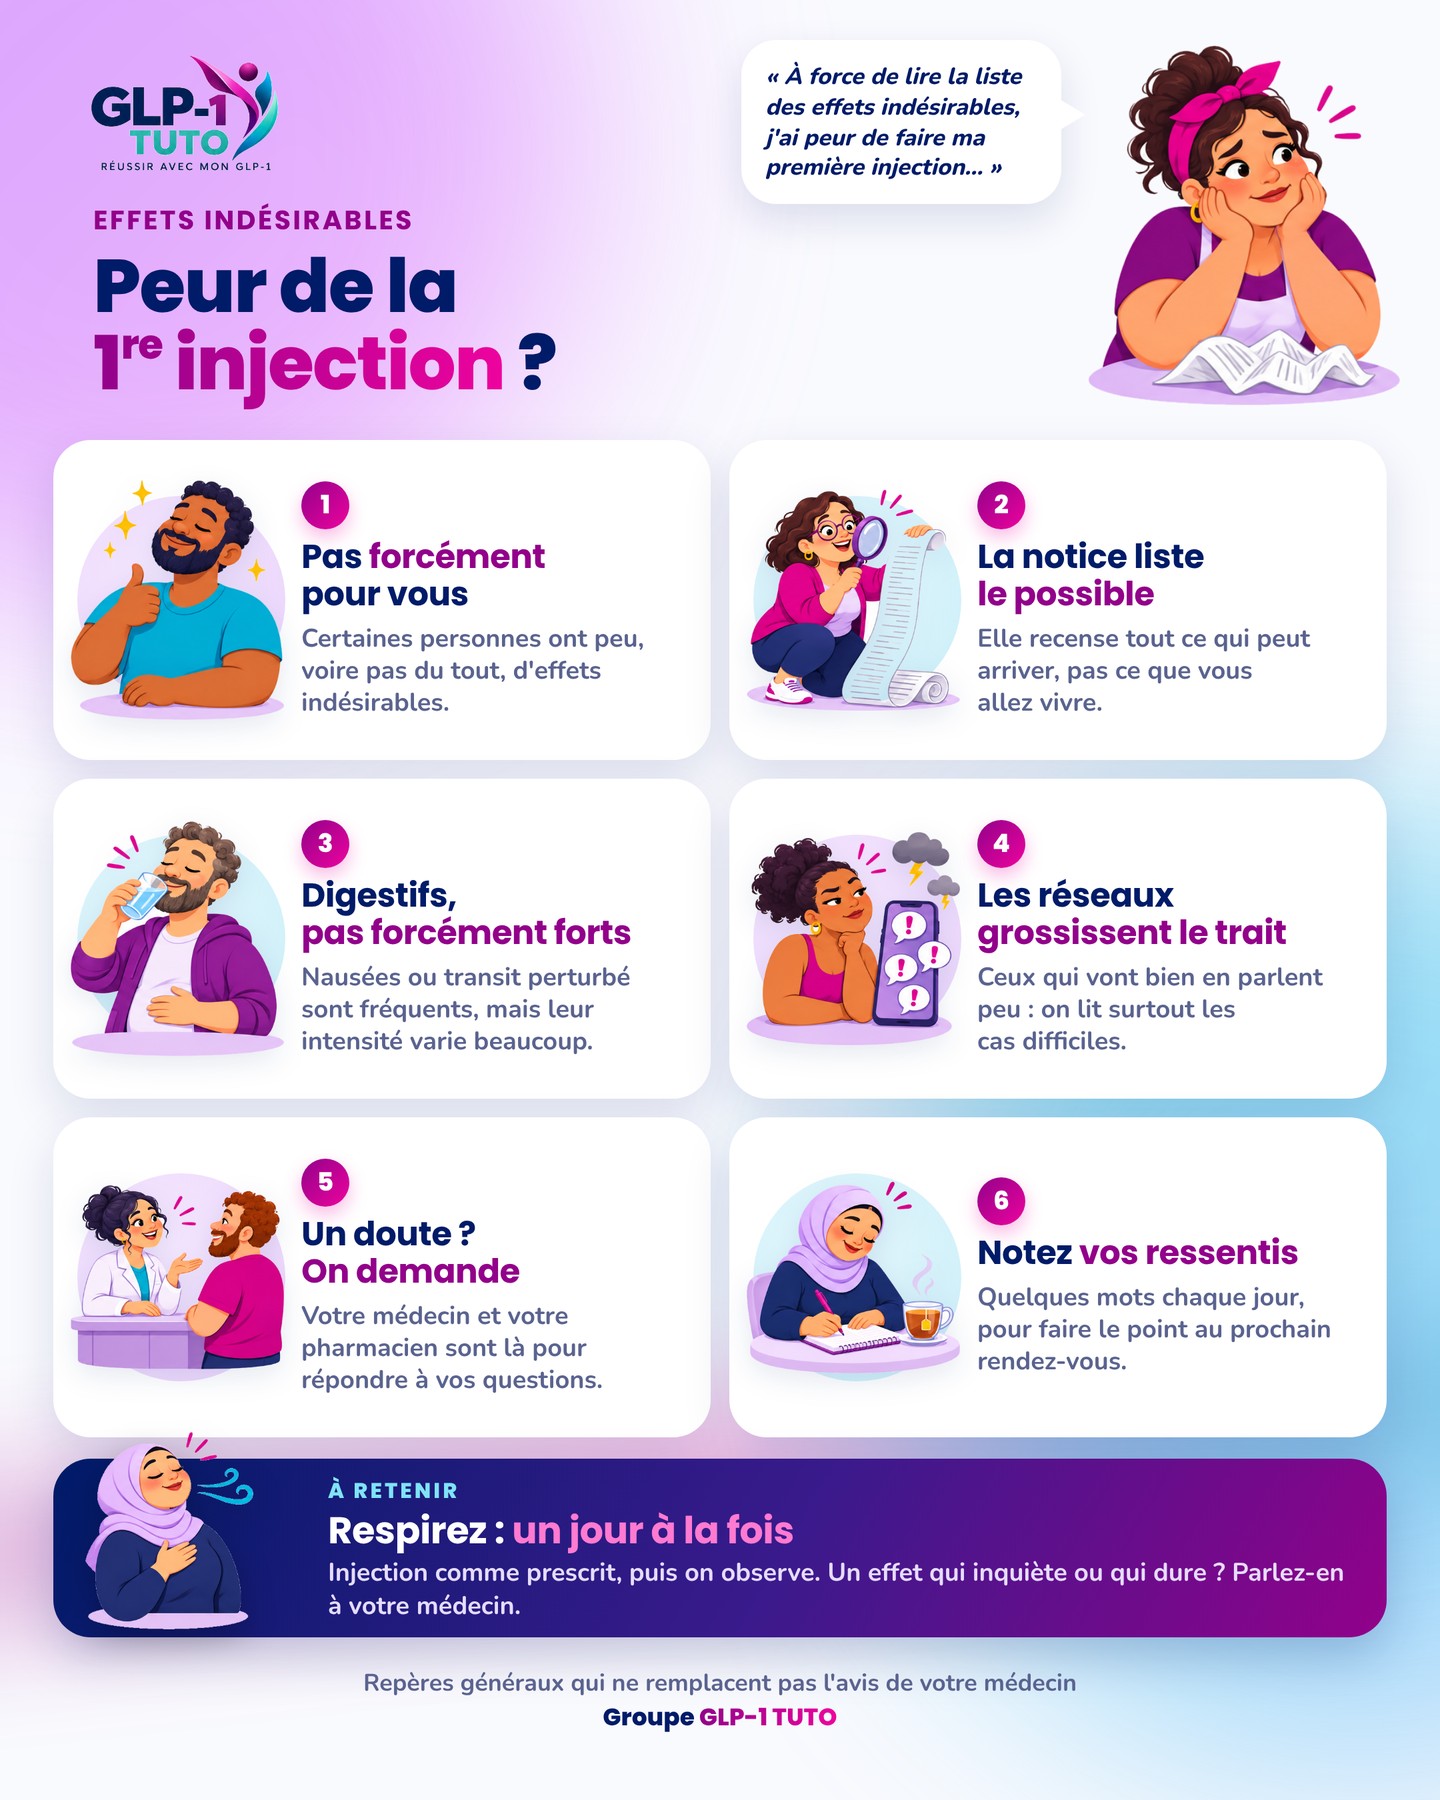 GLP-1
TUTO
RÉUSSIR AVEC MON GLP-1
« À force de lire la liste
des effets indésirables,
j'ai peur de faire ma
première injection... »
EFFETS INDÉSIRABLES
Peur de la
1re injection ?
1
Pas forcément
pour vous
Certaines personnes ont peu,
voire pas du tout, d'effets
indésirables.
2
La notice liste
le possible
Elle recense tout ce qui peut
arriver, pas ce que vous
allez vivre.
3
Digestifs,
pas forcément forts
Nausées ou transit perturbé
sont fréquents, mais leur
intensité varie beaucoup.
4
Les réseaux
grossissent le trait
Ceux qui vont bien en parlent
peu : on lit surtout les
cas difficiles.
5
Un doute ?
On demande
Votre médecin et votre
pharmacien sont là pour
répondre à vos questions.
6
Notez vos ressentis
Quelques mots chaque jour,
pour faire le point au prochain
rendez-vous.
À RETENIR
Respirez : un jour à la fois
Injection comme prescrit, puis on observe. Un effet qui inquiète ou qui dure ? Parlez-en
à votre médecin.
Repères généraux qui ne remplacent pas l'avis de votre médecin
Groupe GLP-1 TUTO